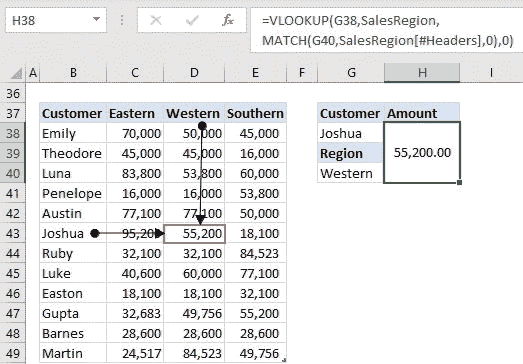 H38 fx =VLOOKUP(G38,SalesRegion,
MATCH(G40,SalesRegion[#Headers],0),0)
A B C D E F G H I
36
37 Customer Eastern Western Southern Customer Amount
38 Emily 70,000 50,000 45,000 Joshua
39 Theodore 45,000 45,000 16,000 Region 55,200.00
40 Luna 83,800 53,800 60,000 Western
41 Penelope 16,000 16,000 53,800
42 Austin 77,100 77,100 50,000
43 Joshua 95,200 55,200 18,100
44 Ruby 32,100 32,100 84,523
45 Luke 40,600 60,000 77,100
46 Easton 18,100 18,100 32,100
47 Gupta 32,683 49,756 55,200
48 Barnes 28,600 28,600 28,600
49 Martin 24,517 84,523 49,756